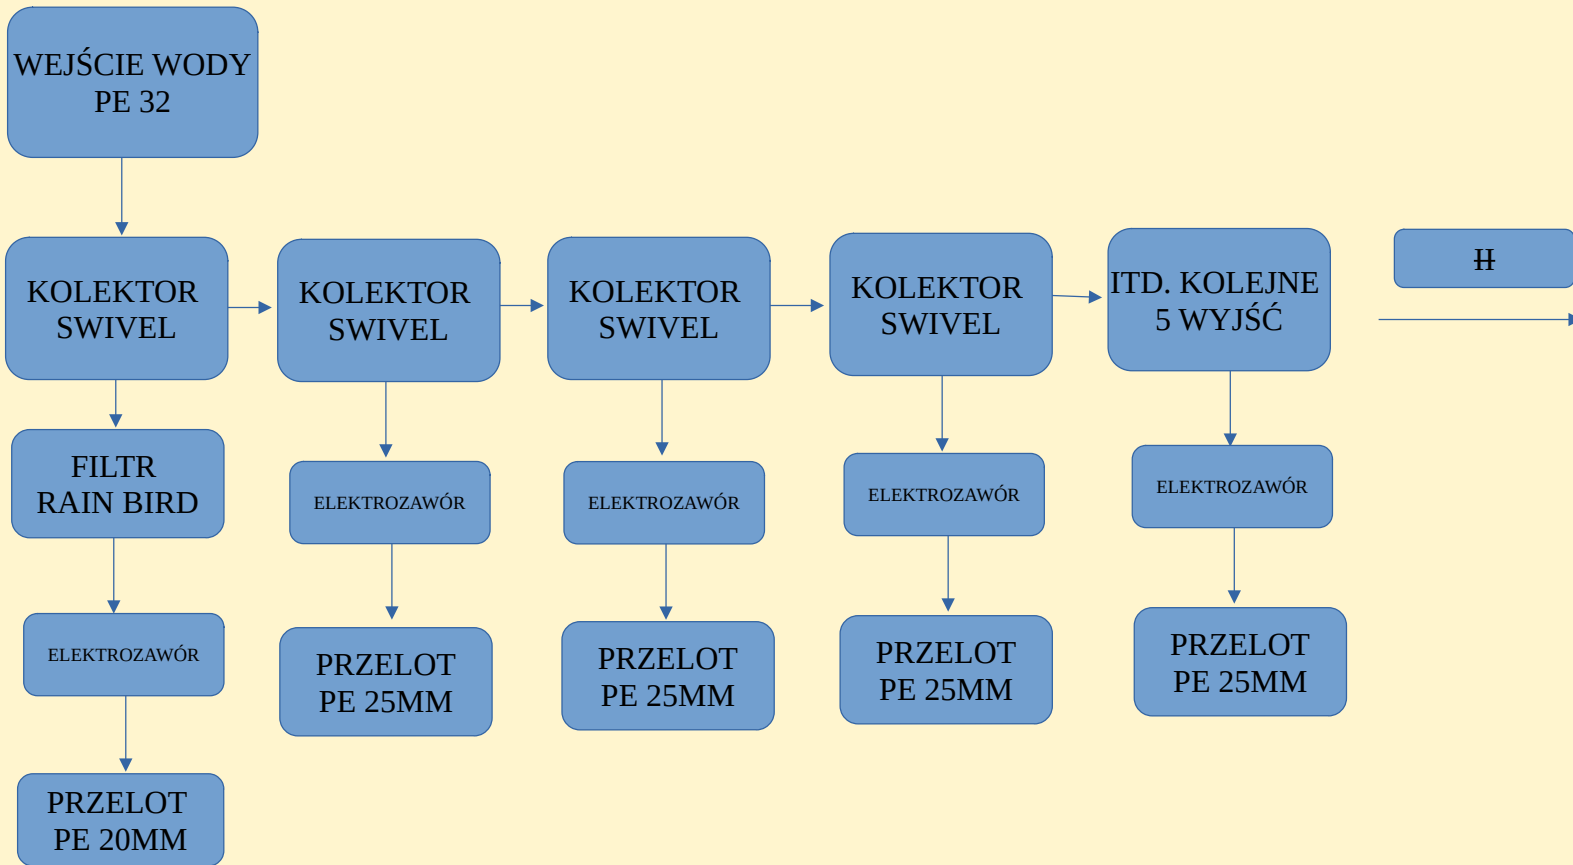 WEJŚCIE WODY
PE 32
KOLEKTOR
SWIVEL
KOLEKTOR
SWIVEL
KOLEKTOR
SWIVEL
KOLEKTOR
SWIVEL
ITD. KOLEJNE
5 WYJŚĆ
II
FILTR
RAIN BIRD
ELEKTROZAWÓR
ELEKTROZAWÓR
ELEKTROZAWÓR
ELEKTROZAWÓR
ELEKTROZAWÓR
PRZELOT
PE 25MM
PRZELOT
PE 25MM
PRZELOT
PE 25MM
PRZELOT
PE 25MM
PRZELOT
PE 20MM